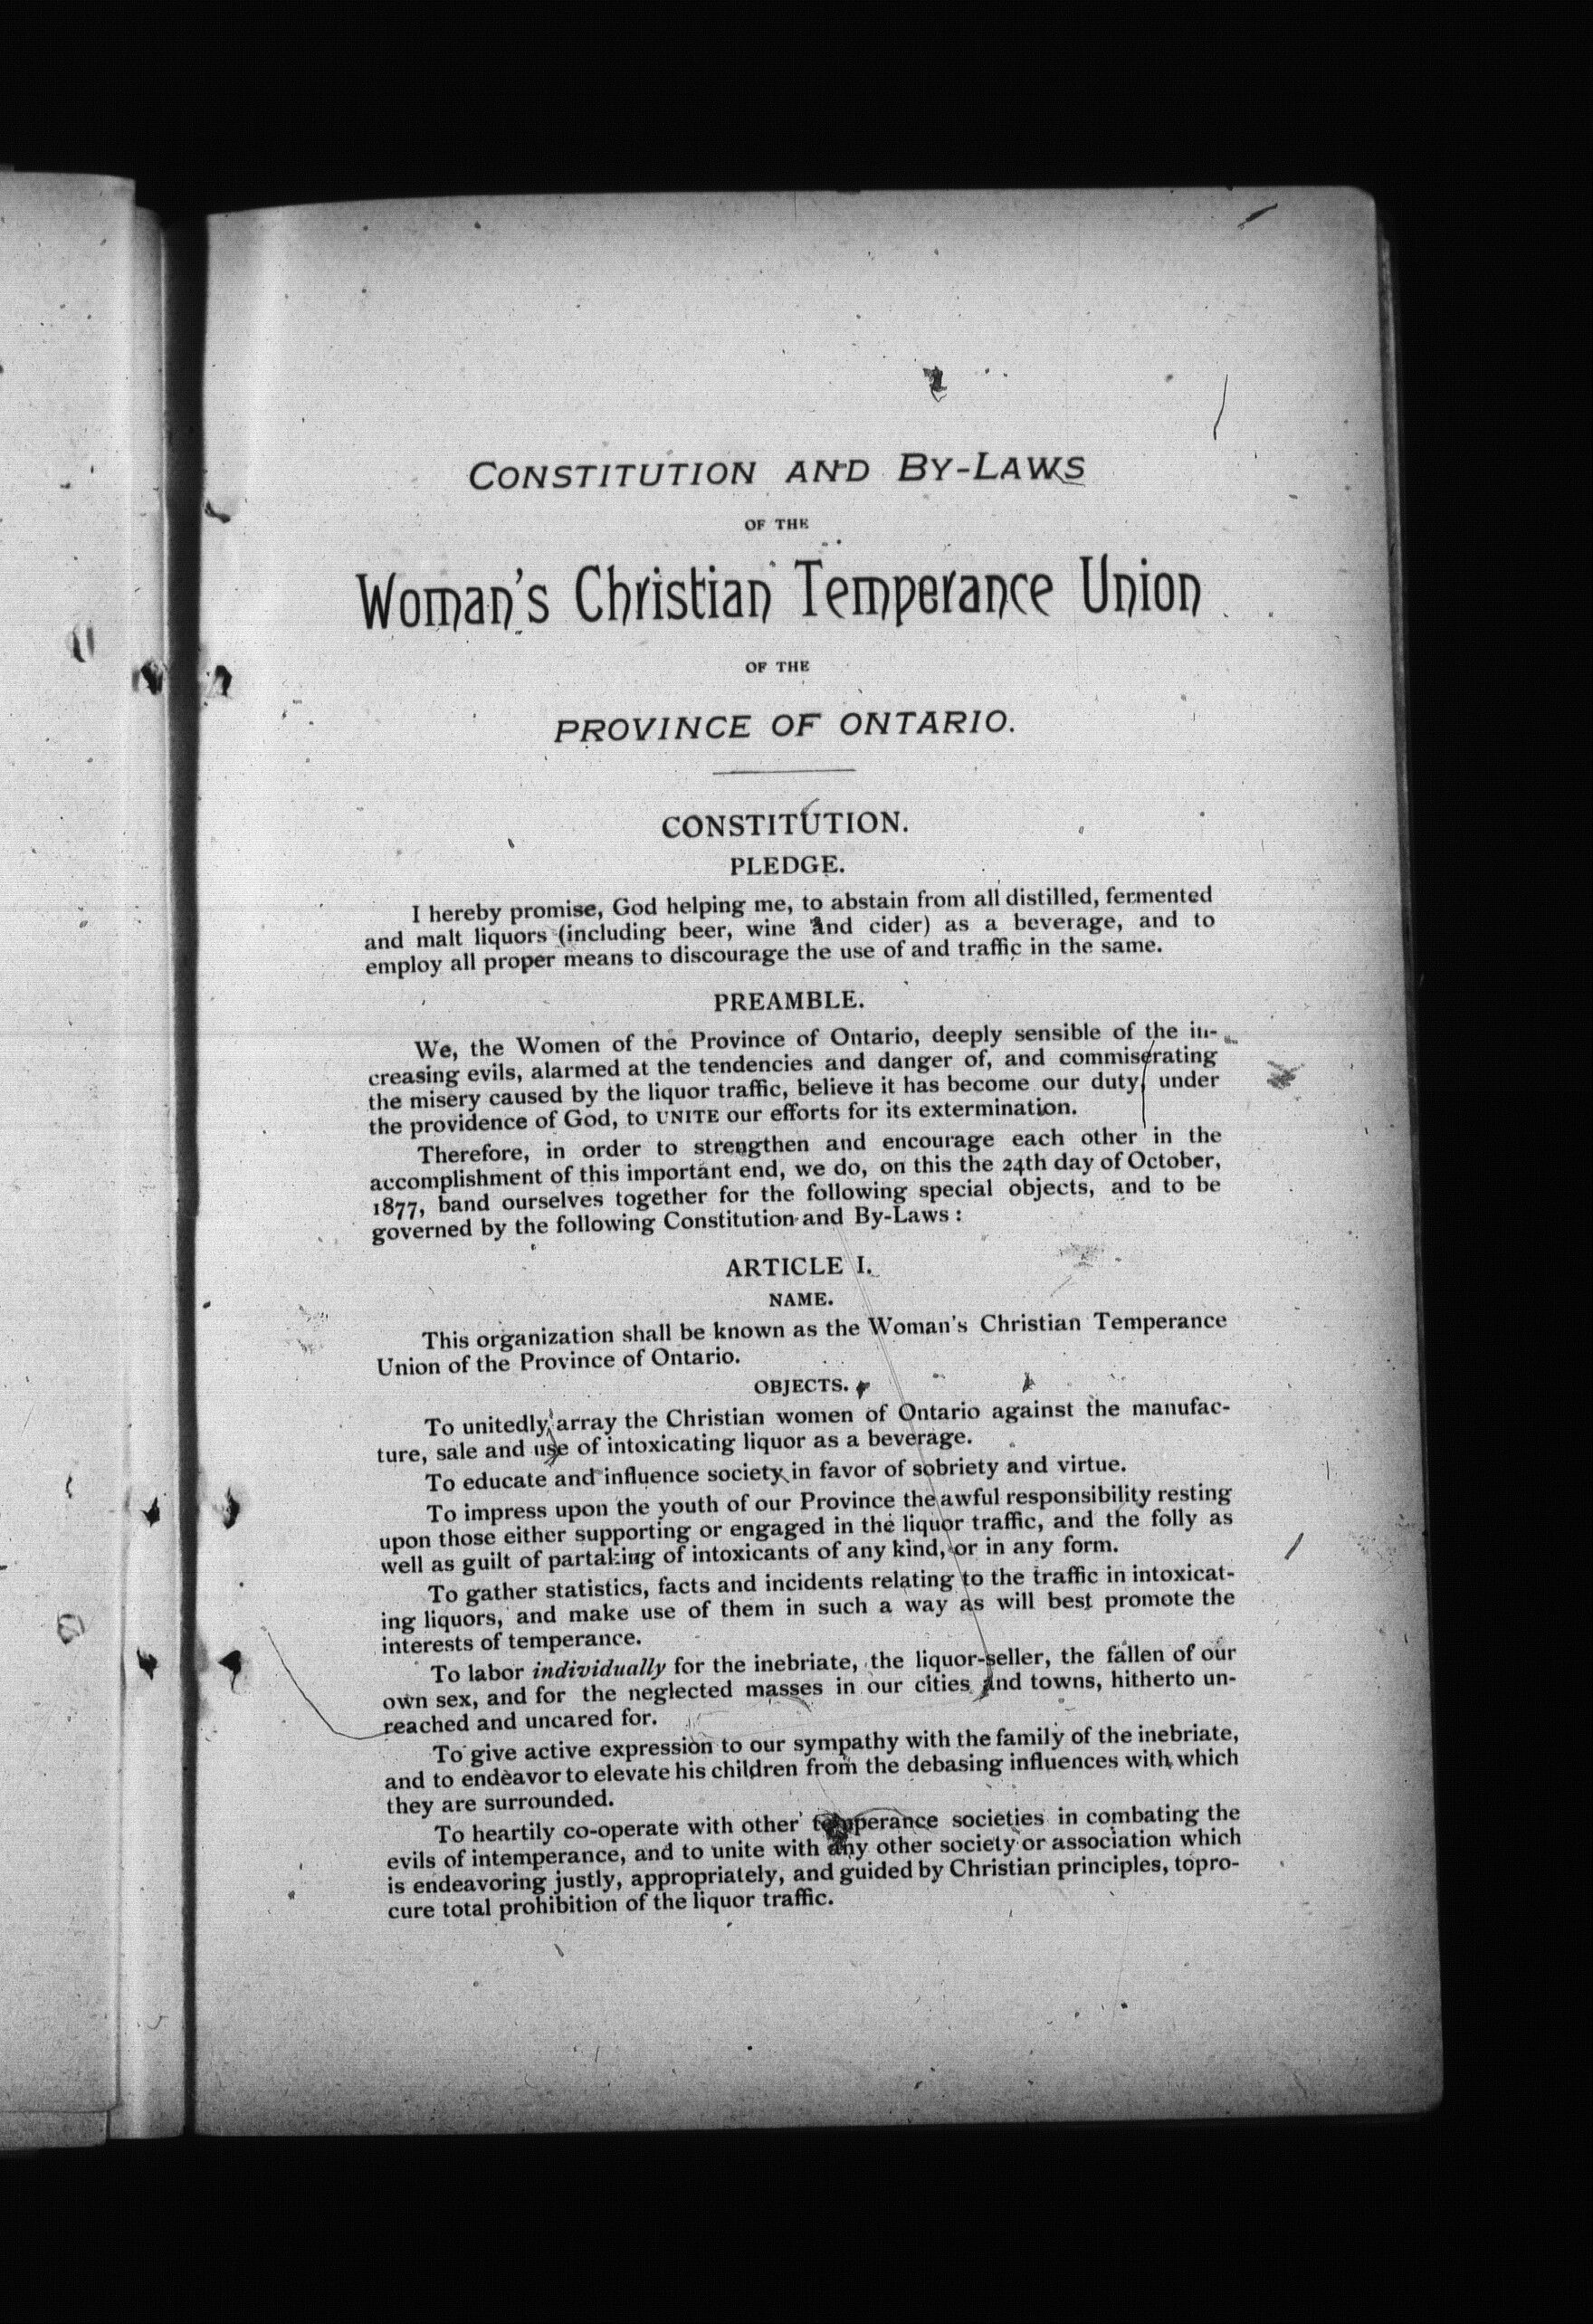 CONSTITUTION AND BY-LAWS
OF THE
Woman's Christian Temperance Union
OF THE
PROVINCE OF ONTARIO.
CONSTITUTION.
PLEDGE.
I hereby promise, God helping me, to abstain from all distilled, fermented
and malt liquors (including beer, wine and cider) as a beverage, and to
employ all proper means to discourage the use of and traffic in the same.
PREAMBLE.
We, the Women of the Province of Ontario, deeply sensible of the in-
creasing evils, alarmed at the tendencies and danger of, and commiserating
the misery caused by the liquor traffic, believe it has become our duty, under
the providence of God, to UNITE our efforts for its extermination.
Therefore, in order to strengthen and encourage each other in the
accomplishment of this important end, we do, on this the 24th day of October,
1877, band ourselves together for the following special objects, and to be
governed by the following Constitution and By-Laws :
ARTICLE I.
NAME.
This organization shall be known as the Woman's Christian Temperance
Union of the Province of Ontario.
OBJECTS.
To unitedly array the Christian women of Ontario against the manufac-
ture, sale and use of intoxicating liquor as a beverage.
To educate and influence society in favor of sobriety and virtue.
To impress upon the youth of our Province the awful responsibility resting
upon those either supporting or engaged in the liquor traffic, and the folly as
well as guilt of partaking of intoxicants of any kind, or in any form.
To gather statistics, facts and incidents relating to the traffic in intoxicat-
ing liquors, and make use of them in such a way as will best promote the
interests of temperance.
To labor individually for the inebriate, the liquor-seller, the fallen of our
own sex, and for the neglected masses in our cities and towns, hitherto un-
reached and uncared for.
To give active expression to our sympathy with the family of the inebriate,
and to endeavor to elevate his children from the debasing influences with which
they are surrounded.
To heartily co-operate with other temperance societies in combating the
evils of intemperance, and to unite with any other society or association which
is endeavoring justly, appropriately, and guided by Christian principles, topro-
cure total prohibition of the liquor traffic.